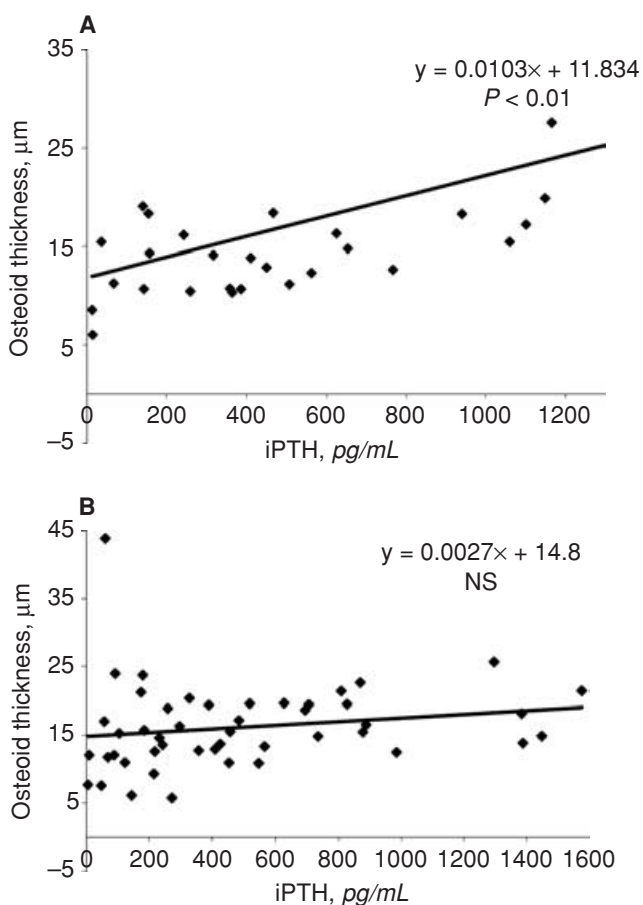 A
35
25
15
5
–5
Osteoid thickness, μm
y = 0.0103× + 11.834
P < 0.01
0 200 400 600 800 1000 1200
iPTH, pg/mL
B
45
35
25
15
5
–5
Osteoid thickness, μm
y = 0.0027× + 14.8
NS
0 200 400 600 800 1000 1200 1400 1600
iPTH, pg/mL